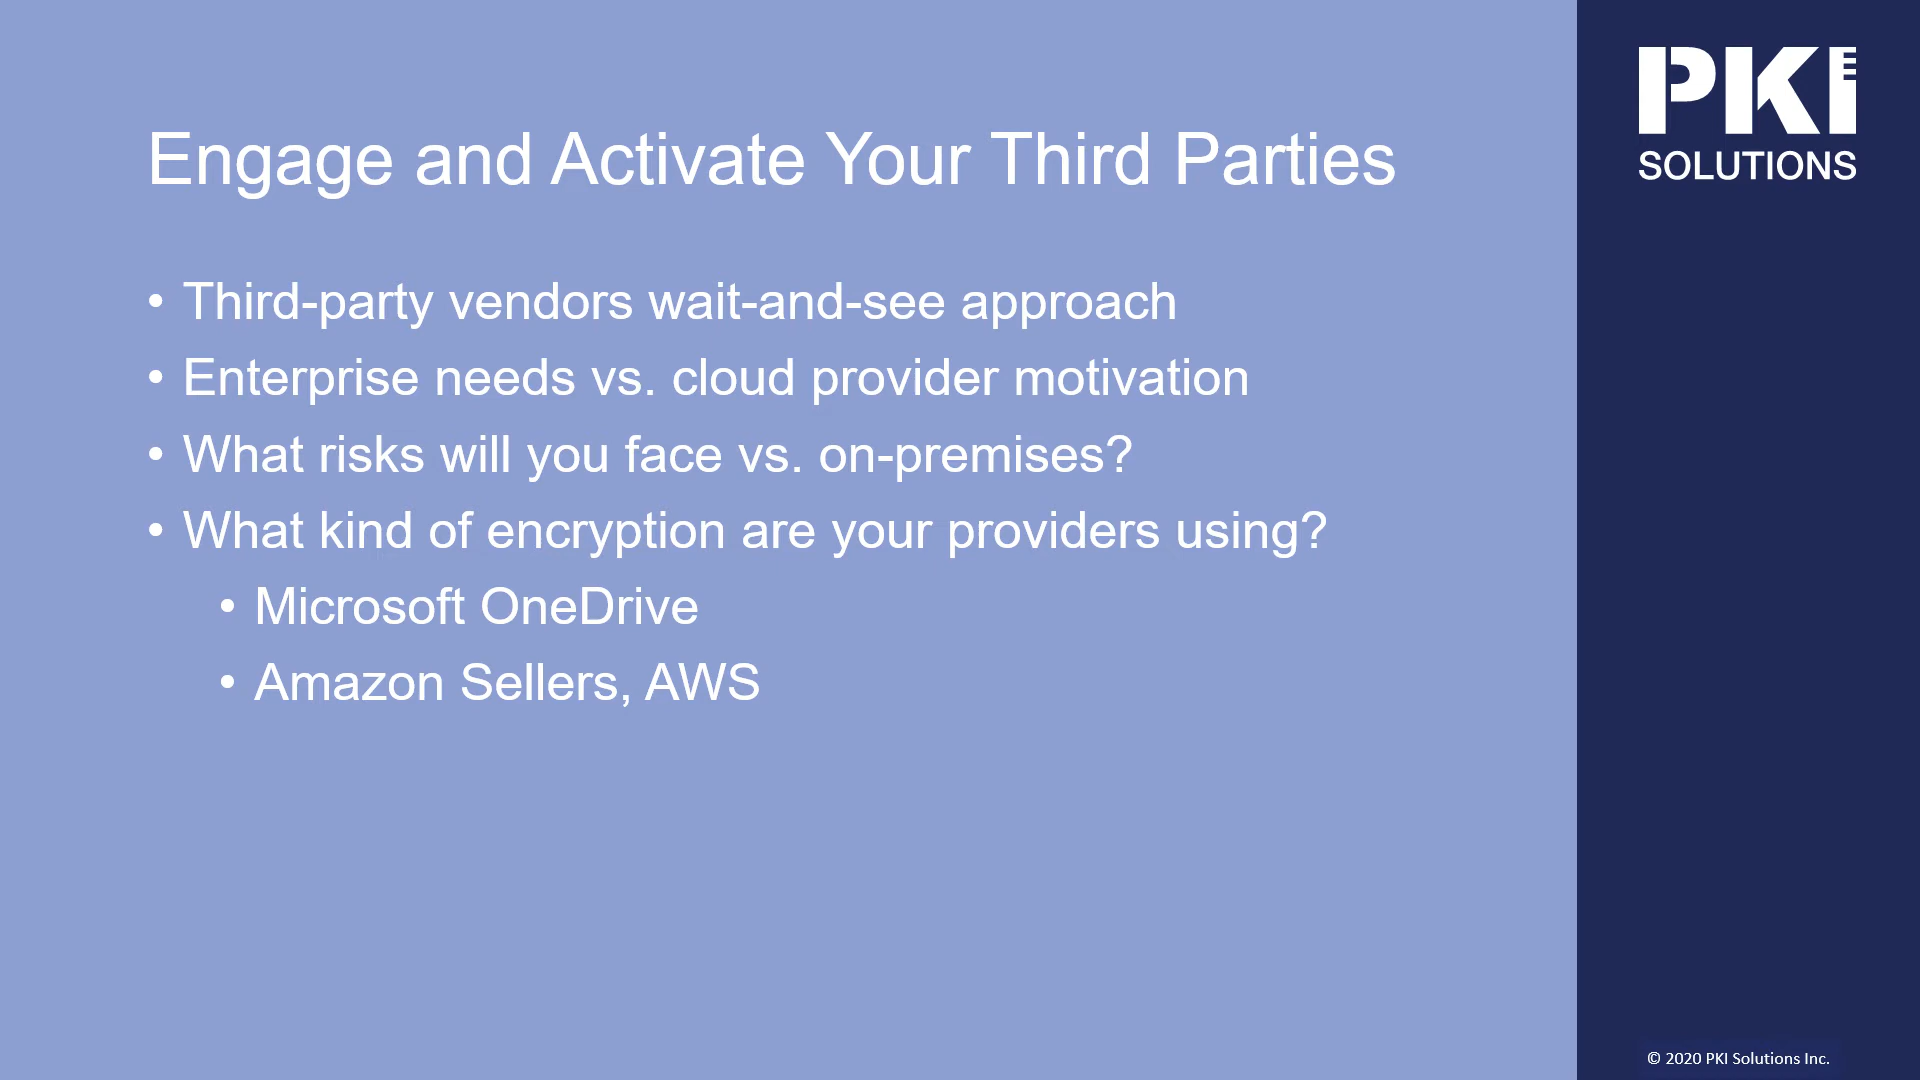 Engage and Activate Your Third Parties
• Third-party vendors wait-and-see approach
• Enterprise needs vs. cloud provider motivation
• What risks will you face vs. on-premises?
• What kind of encryption are your providers using?
• Microsoft OneDrive
• Amazon Sellers, AWS
PKI
SOLUTIONS
© 2020 PKI Solutions Inc.